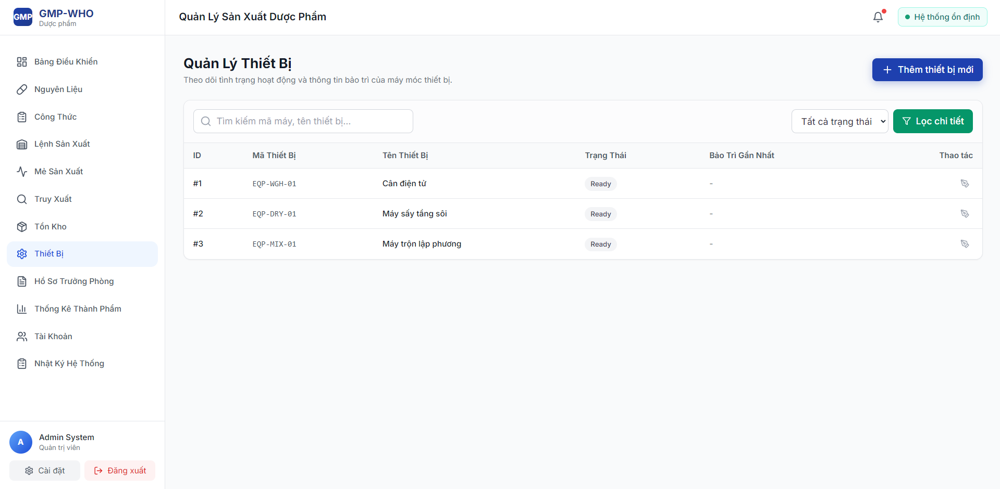 GMP
GMP-WHO
Dược phẩm
Quản Lý Sản Xuất Dược Phẩm
Hệ thống ổn định
Bảng Điều Khiển
Nguyên Liệu
Công Thức
Lệnh Sản Xuất
Mẻ Sản Xuất
Truy Xuất
Tồn Kho
Thiết Bị
Hồ Sơ Trưởng Phòng
Thống Kê Thành Phẩm
Tài Khoản
Nhật Ký Hệ Thống
A
Admin System
Quản trị viên
Cài đặt
Đăng xuất
Quản Lý Thiết Bị
Theo dõi tình trạng hoạt động và thông tin bảo trì của máy móc thiết bị.
Thêm thiết bị mới
Tìm kiếm mã máy, tên thiết bị...
Tất cả trạng thái
Lọc chi tiết
ID Mã Thiết Bị Tên Thiết Bị Trạng Thái Bảo Trì Gần Nhất Thao tác
#1 EQP-WGH-01 Cân điện tử Ready -
#2 EQP-DRY-01 Máy sấy tầng sôi Ready -
#3 EQP-MIX-01 Máy trộn lập phương Ready -